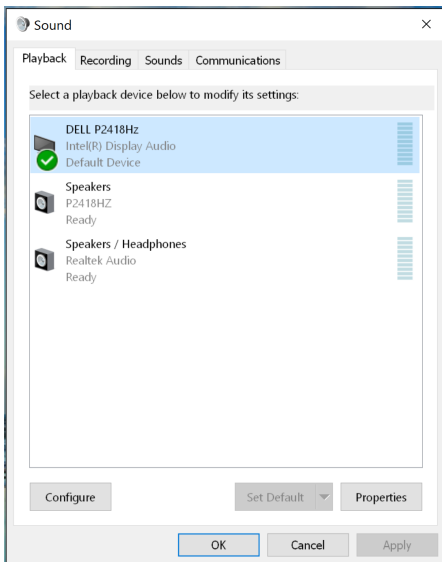 Sound
Playback Recording Sounds Communications
Select a playback device below to modify its settings:
DELL P2418Hz
Intel(R) Display Audio
Default Device
Speakers
P2418HZ
Ready
Speakers / Headphones
Realtek Audio
Ready
Configure Set Default Properties
OK Cancel Apply